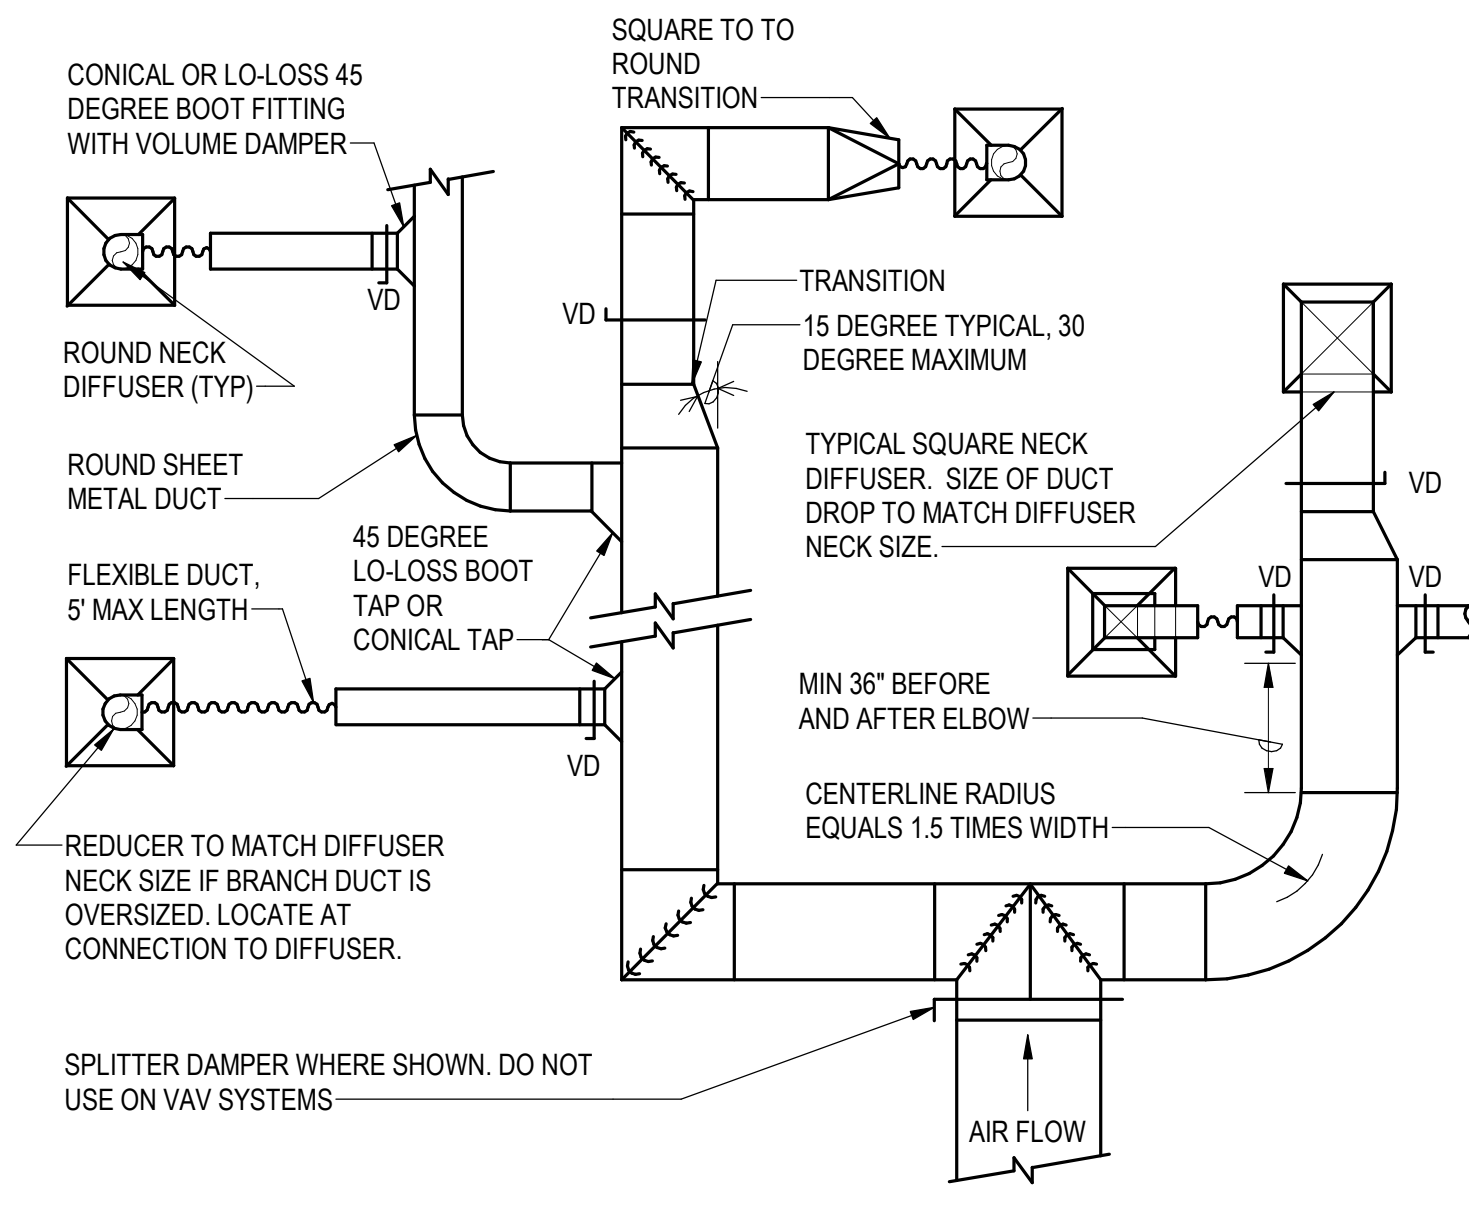 SQUARE TO TO
ROUND
TRANSITION
CONICAL OR LO-LOSS 45
DEGREE BOOT FITTING
WITH VOLUME DAMPER
VD
ROUND NECK
DIFFUSER (TYP)
VD
TRANSITION
15 DEGREE TYPICAL, 30
DEGREE MAXIMUM
ROUND SHEET
METAL DUCT
TYPICAL SQUARE NECK
DIFFUSER.  SIZE OF DUCT
DROP TO MATCH DIFFUSER
NECK SIZE.
VD
45 DEGREE
LO-LOSS BOOT
TAP OR
CONICAL TAP
FLEXIBLE DUCT,
5' MAX LENGTH
VD
VD
MIN 36" BEFORE
AND AFTER ELBOW
VD
CENTERLINE RADIUS
EQUALS 1.5 TIMES WIDTH
REDUCER TO MATCH DIFFUSER
NECK SIZE IF BRANCH DUCT IS
OVERSIZED. LOCATE AT
CONNECTION TO DIFFUSER.
SPLITTER DAMPER WHERE SHOWN. DO NOT
USE ON VAV SYSTEMS
AIR FLOW